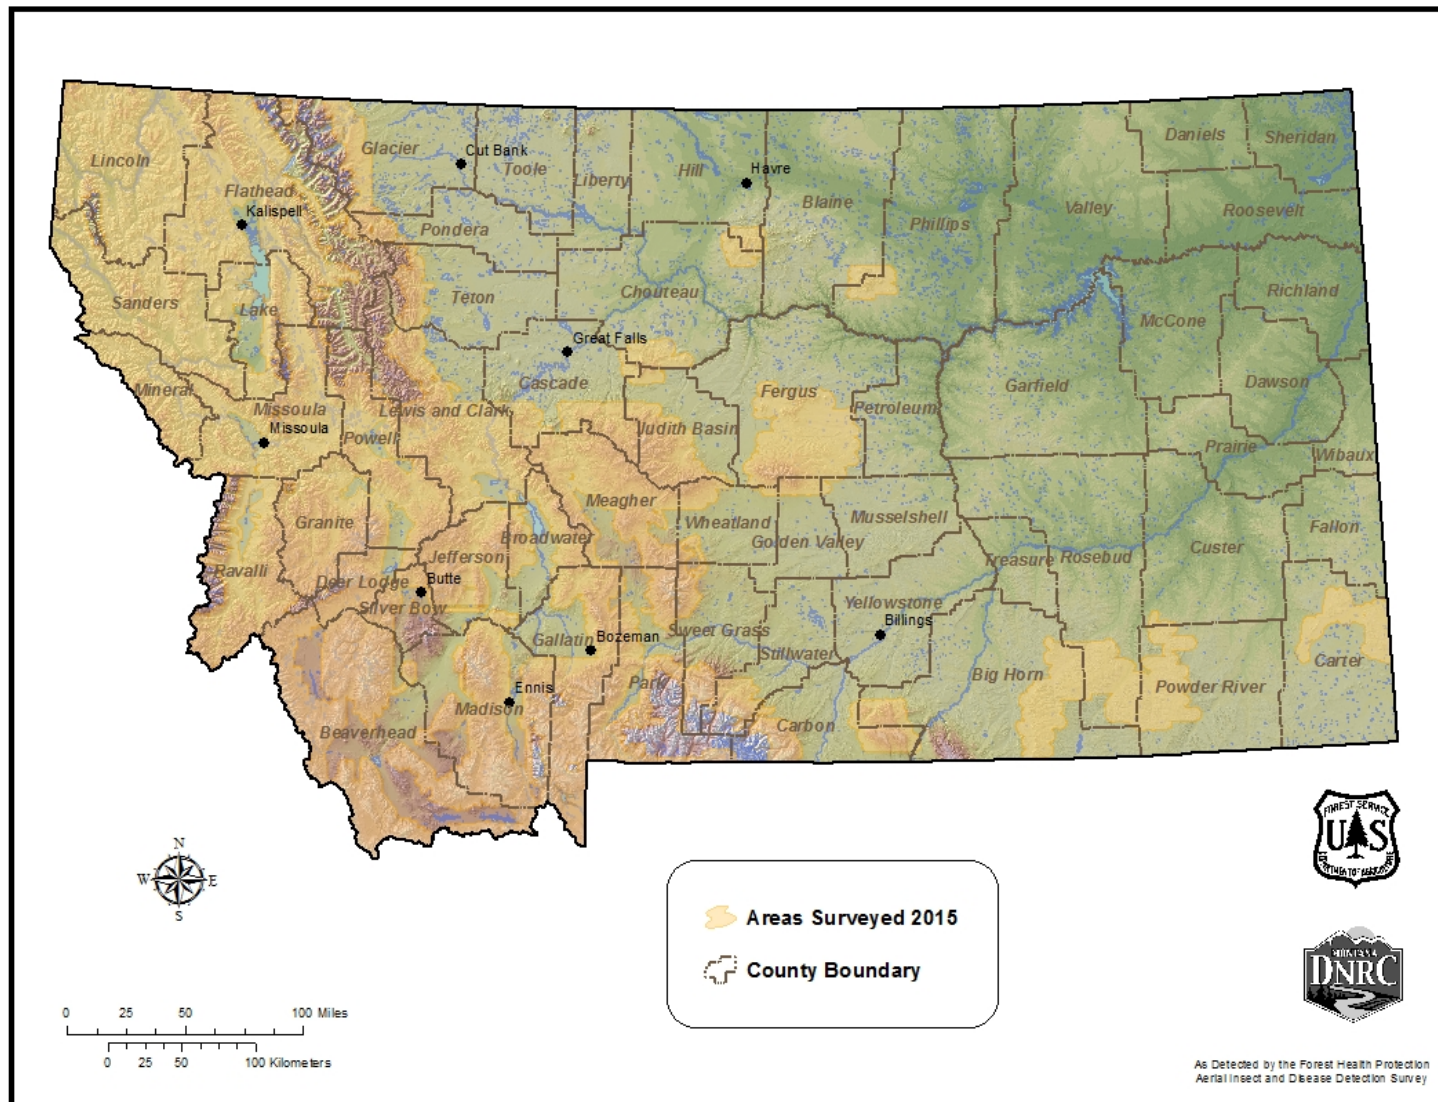 Daniels
Sheridan
Lincoln
Glacier
Cut Bank
Toole
Liberty
Hill
Havre
Flathead
Kalispell
Blaine
Valley
Roosevelt
Pondera
Phillips
Sanders
Lake
Teton
Chouteau
Richland
McCone
Great Falls
Mineral
Cascade
Fergus
Garfield
Dawson
Missoula
Missoula
Lewis and Clark
Powell
Judith Basin
Petroleum
Prairie
Wibaux
Meagher
Granite
Wheatland
Musselshell
Fallon
Broadwater
Golden Valley
Jefferson
Treasure
Rosebud
Custer
Ravalli
Deer Lodge
Butte
Silver Bow
Yellowstone
Billings
Gallatin
Bozeman
Sweet Grass
Stillwater
Carter
Ennis
Park
Big Horn
Powder River
Madison
Beaverhead
Carbon
N
W E
S
FOREST SERVICE
U S
DEPARTMENT OF AGRICULTURE
Areas Surveyed 2015
County Boundary
MONTANA
DNRC
0 25 50 100 Miles
0 25 50 100 Kilometers
As Detected by the Forest Health Protection
Aerial Insect and Disease Detection Survey